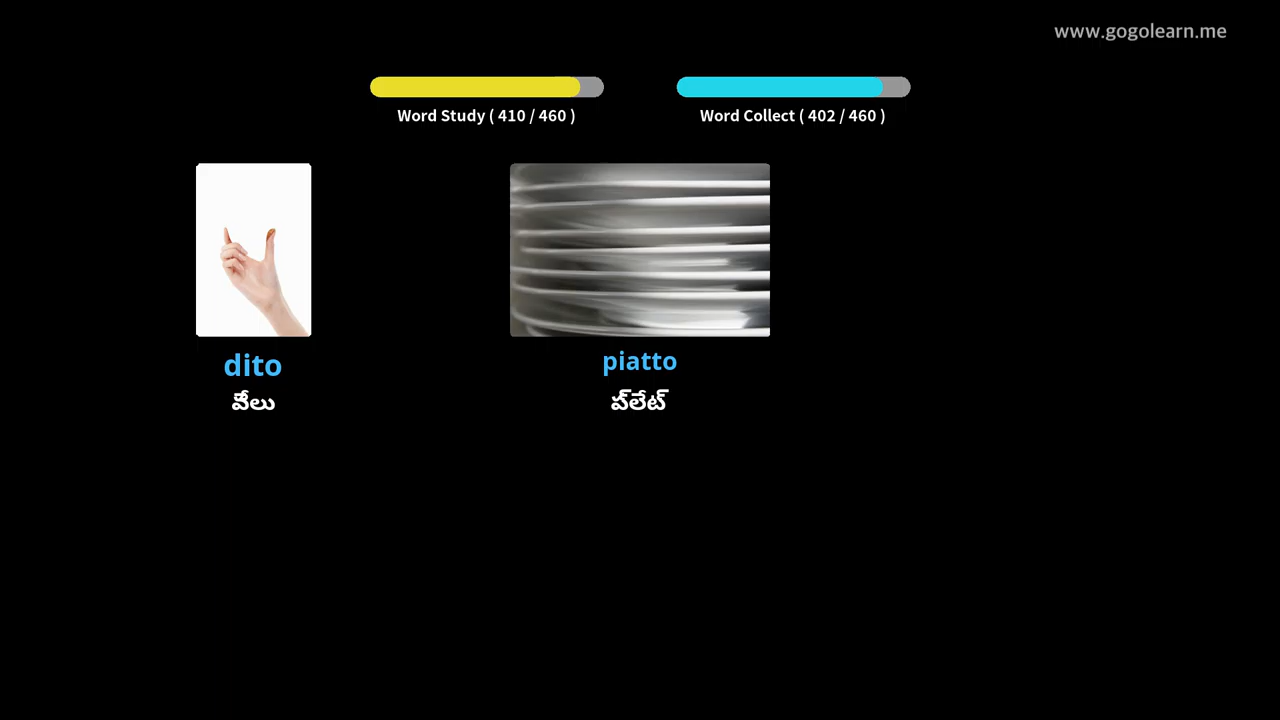 www.gogolearn.me
Word Study ( 410 / 460 )
Word Collect ( 402 / 460 )
dito
వేలు
piatto
ప్‌లేట్